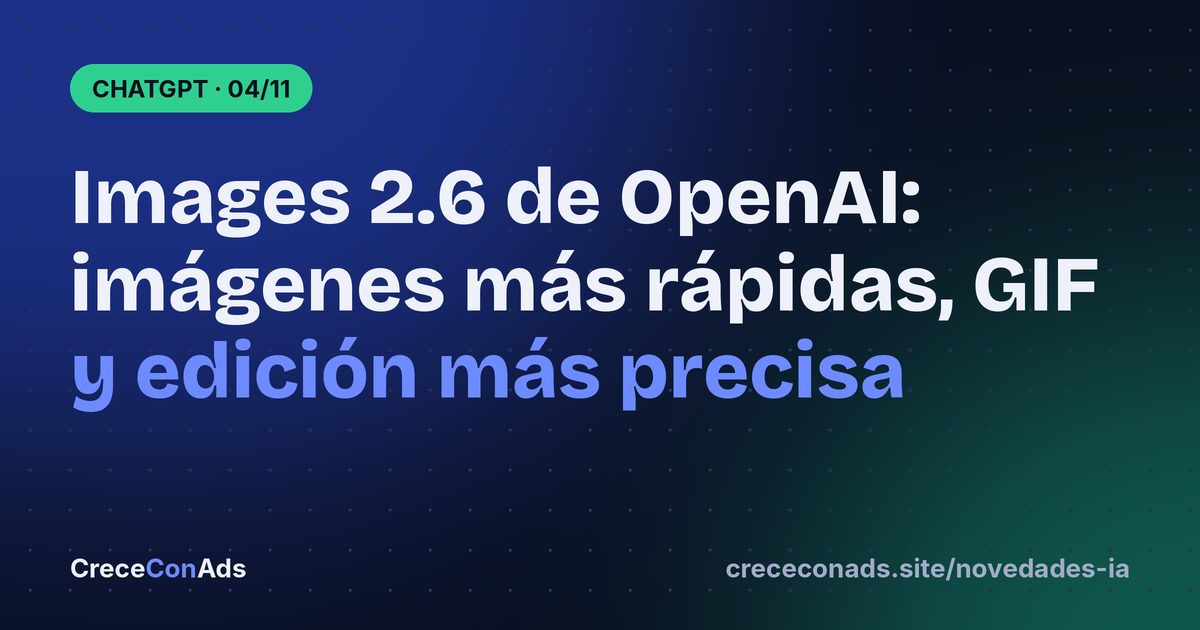 CHATGPT · 04/11
Images 2.6 de OpenAI:
imágenes más rápidas, GIF
y edición más precisa
CreceConAds
crececonads.site/novedades-ia